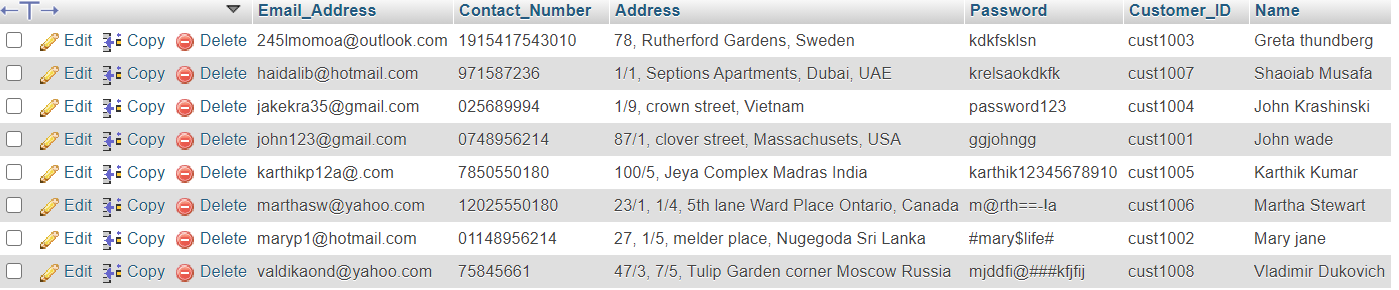 Email_Address Contact_Number Address Password Customer_ID Name
Edit Copy Delete 245lmomoa@outlook.com 1915417543010 78, Rutherford Gardens, Sweden kdkfsklsn cust1003 Greta thundberg
Edit Copy Delete haidalib@hotmail.com 971587236 1/1, Septions Apartments, Dubai, UAE krelsaokdkfk cust1007 Shaoiab Musafa
Edit Copy Delete jakekra35@gmail.com 025689994 1/9, crown street, Vietnam password123 cust1004 John Krashinski
Edit Copy Delete john123@gmail.com 0748956214 87/1, clover street, Massachusets, USA ggjohngg cust1001 John wade
Edit Copy Delete karthikp12a@.com 7850550180 100/5, Jeya Complex Madras India karthik12345678910 cust1005 Karthik Kumar
Edit Copy Delete marthasw@yahoo.com 12025550180 23/1, 1/4, 5th lane Ward Place Ontario, Canada m@rth==-!a cust1006 Martha Stewart
Edit Copy Delete maryp1@hotmail.com 01148956214 27, 1/5, melder place, Nugegoda Sri Lanka #mary$life# cust1002 Mary jane
Edit Copy Delete valdikaond@yahoo.com 75845661 47/3, 7/5, Tulip Garden corner Moscow Russia mjddfi@###kfjfij cust1008 Vladimir Dukovich